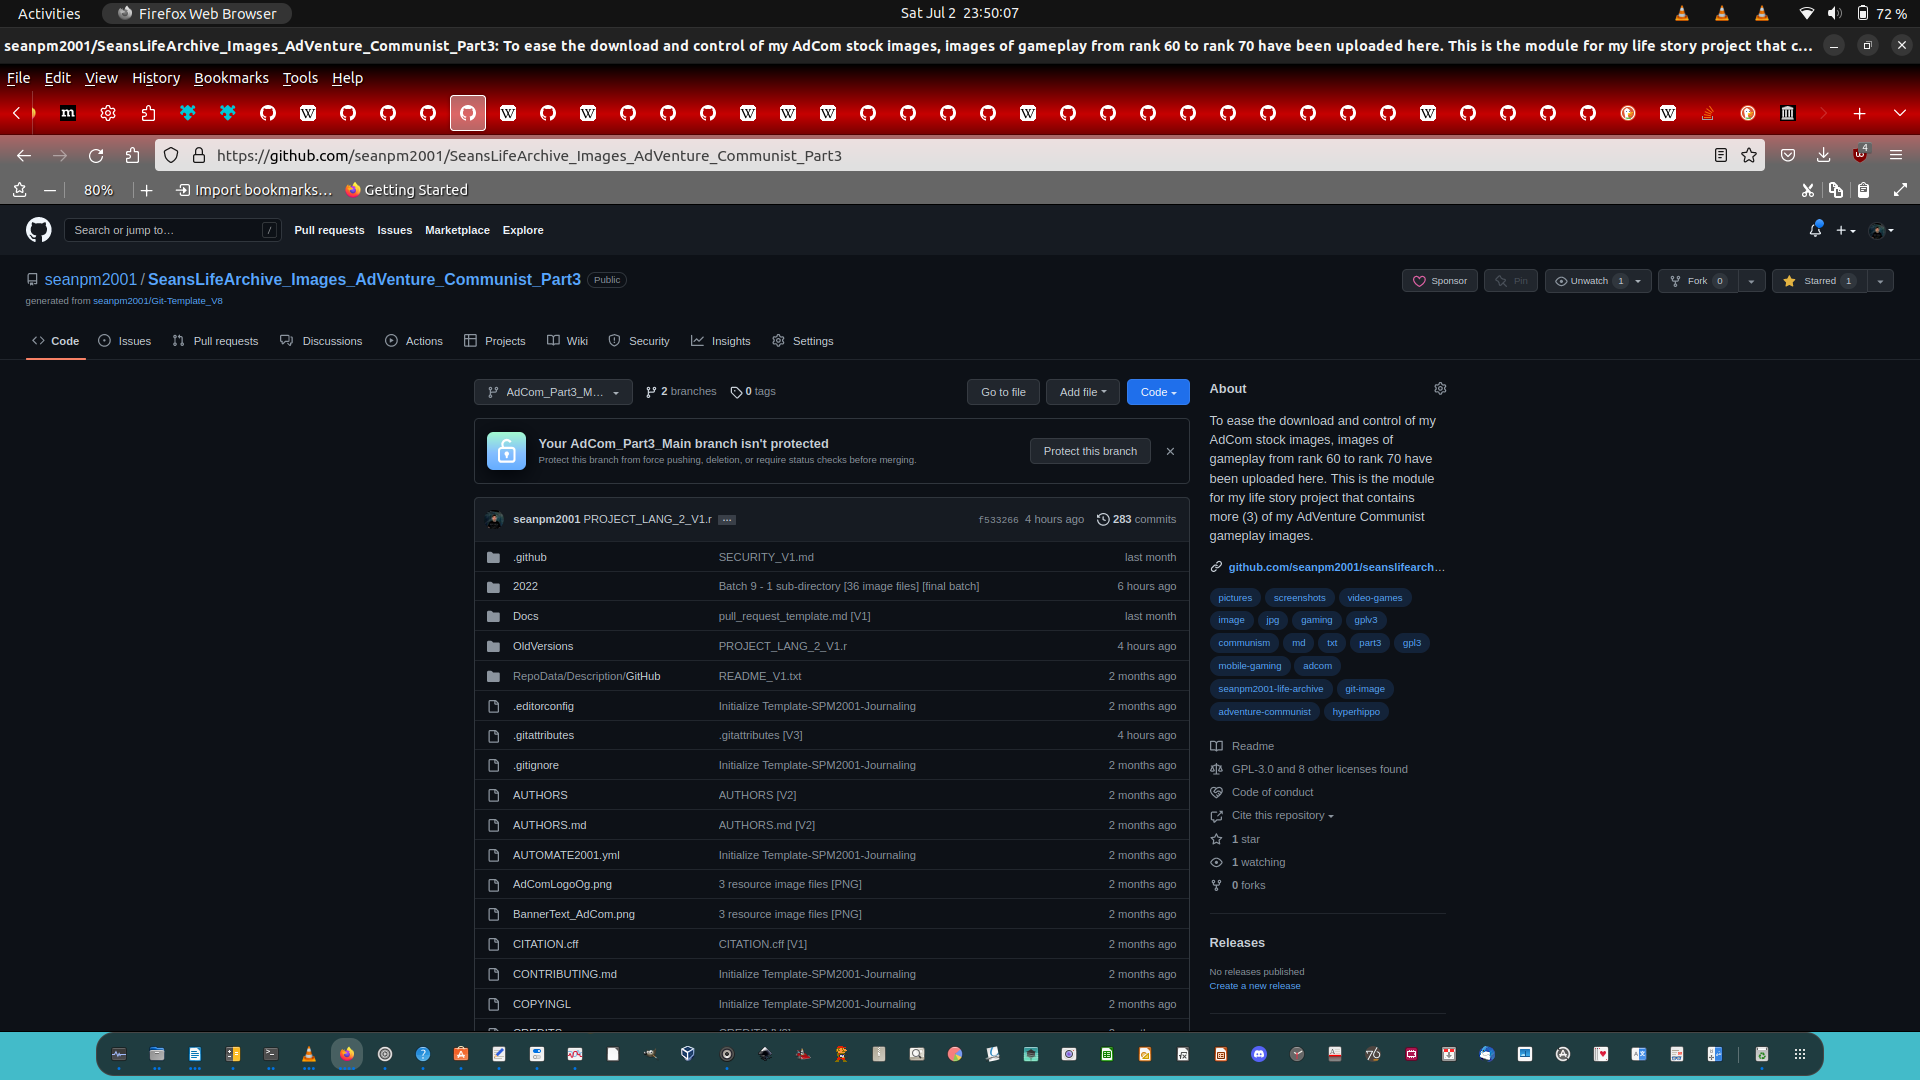 Activities
Firefox Web Browser
Sat Jul 2 23:50:07
72 %
seanpm2001/SeansLifeArchive_Images_AdVenture_Communist_Part3: To ease the download and control of my AdCom stock images, images of gameplay from rank 60 to rank 70 have been uploaded here. This is the module for my life story project that c…
File Edit View History Bookmarks Tools Help
https://github.com/seanpm2001/SeansLifeArchive_Images_AdVenture_Communist_Part3
4
80%
Import bookmarks…
Getting Started
Search or jump to…
/
Pull requests Issues Marketplace Explore
seanpm2001 / SeansLifeArchive_Images_AdVenture_Communist_Part3 Public
generated from seanpm2001/Git-Template_V8
Sponsor
Pin
Unwatch 1
Fork 0
Starred 1
Code
Issues
Pull requests
Discussions
Actions
Projects
Wiki
Security
Insights
Settings
AdCom_Part3_M…
2 branches
0 tags
Go to file
Add file
Code
Your AdCom_Part3_Main branch isn't protected
Protect this branch from force pushing, deletion, or require status checks before merging.
Protect this branch
seanpm2001 PROJECT_LANG_2_V1.r …
f533266 4 hours ago
283 commits
.github SECURITY_V1.md last month
2022 Batch 9 - 1 sub-directory [36 image files] [final batch] 6 hours ago
Docs pull_request_template.md [V1] last month
OldVersions PROJECT_LANG_2_V1.r 4 hours ago
RepoData/Description/GitHub README_V1.txt 2 months ago
.editorconfig Initialize Template-SPM2001-Journaling 2 months ago
.gitattributes .gitattributes [V3] 4 hours ago
.gitignore Initialize Template-SPM2001-Journaling 2 months ago
AUTHORS AUTHORS [V2] 2 months ago
AUTHORS.md AUTHORS.md [V2] 2 months ago
AUTOMATE2001.yml Initialize Template-SPM2001-Journaling 2 months ago
AdComLogoOg.png 3 resource image files [PNG] 2 months ago
BannerText_AdCom.png 3 resource image files [PNG] 2 months ago
CITATION.cff CITATION.cff [V1] 2 months ago
CONTRIBUTING.md Initialize Template-SPM2001-Journaling 2 months ago
COPYINGL Initialize Template-SPM2001-Journaling 2 months ago
About
To ease the download and control of my
AdCom stock images, images of
gameplay from rank 60 to rank 70 have
been uploaded here. This is the module
for my life story project that contains
more (3) of my AdVenture Communist
gameplay images.
github.com/seanpm2001/seanslifearch…
pictures screenshots video-games
image jpg gaming gplv3
communism md txt part3 gpl3
mobile-gaming adcom
seanpm2001-life-archive git-image
adventure-communist hyperhippo
Readme
GPL-3.0 and 8 other licenses found
Code of conduct
Cite this repository
1 star
1 watching
0 forks
Releases
No releases published
Create a new release